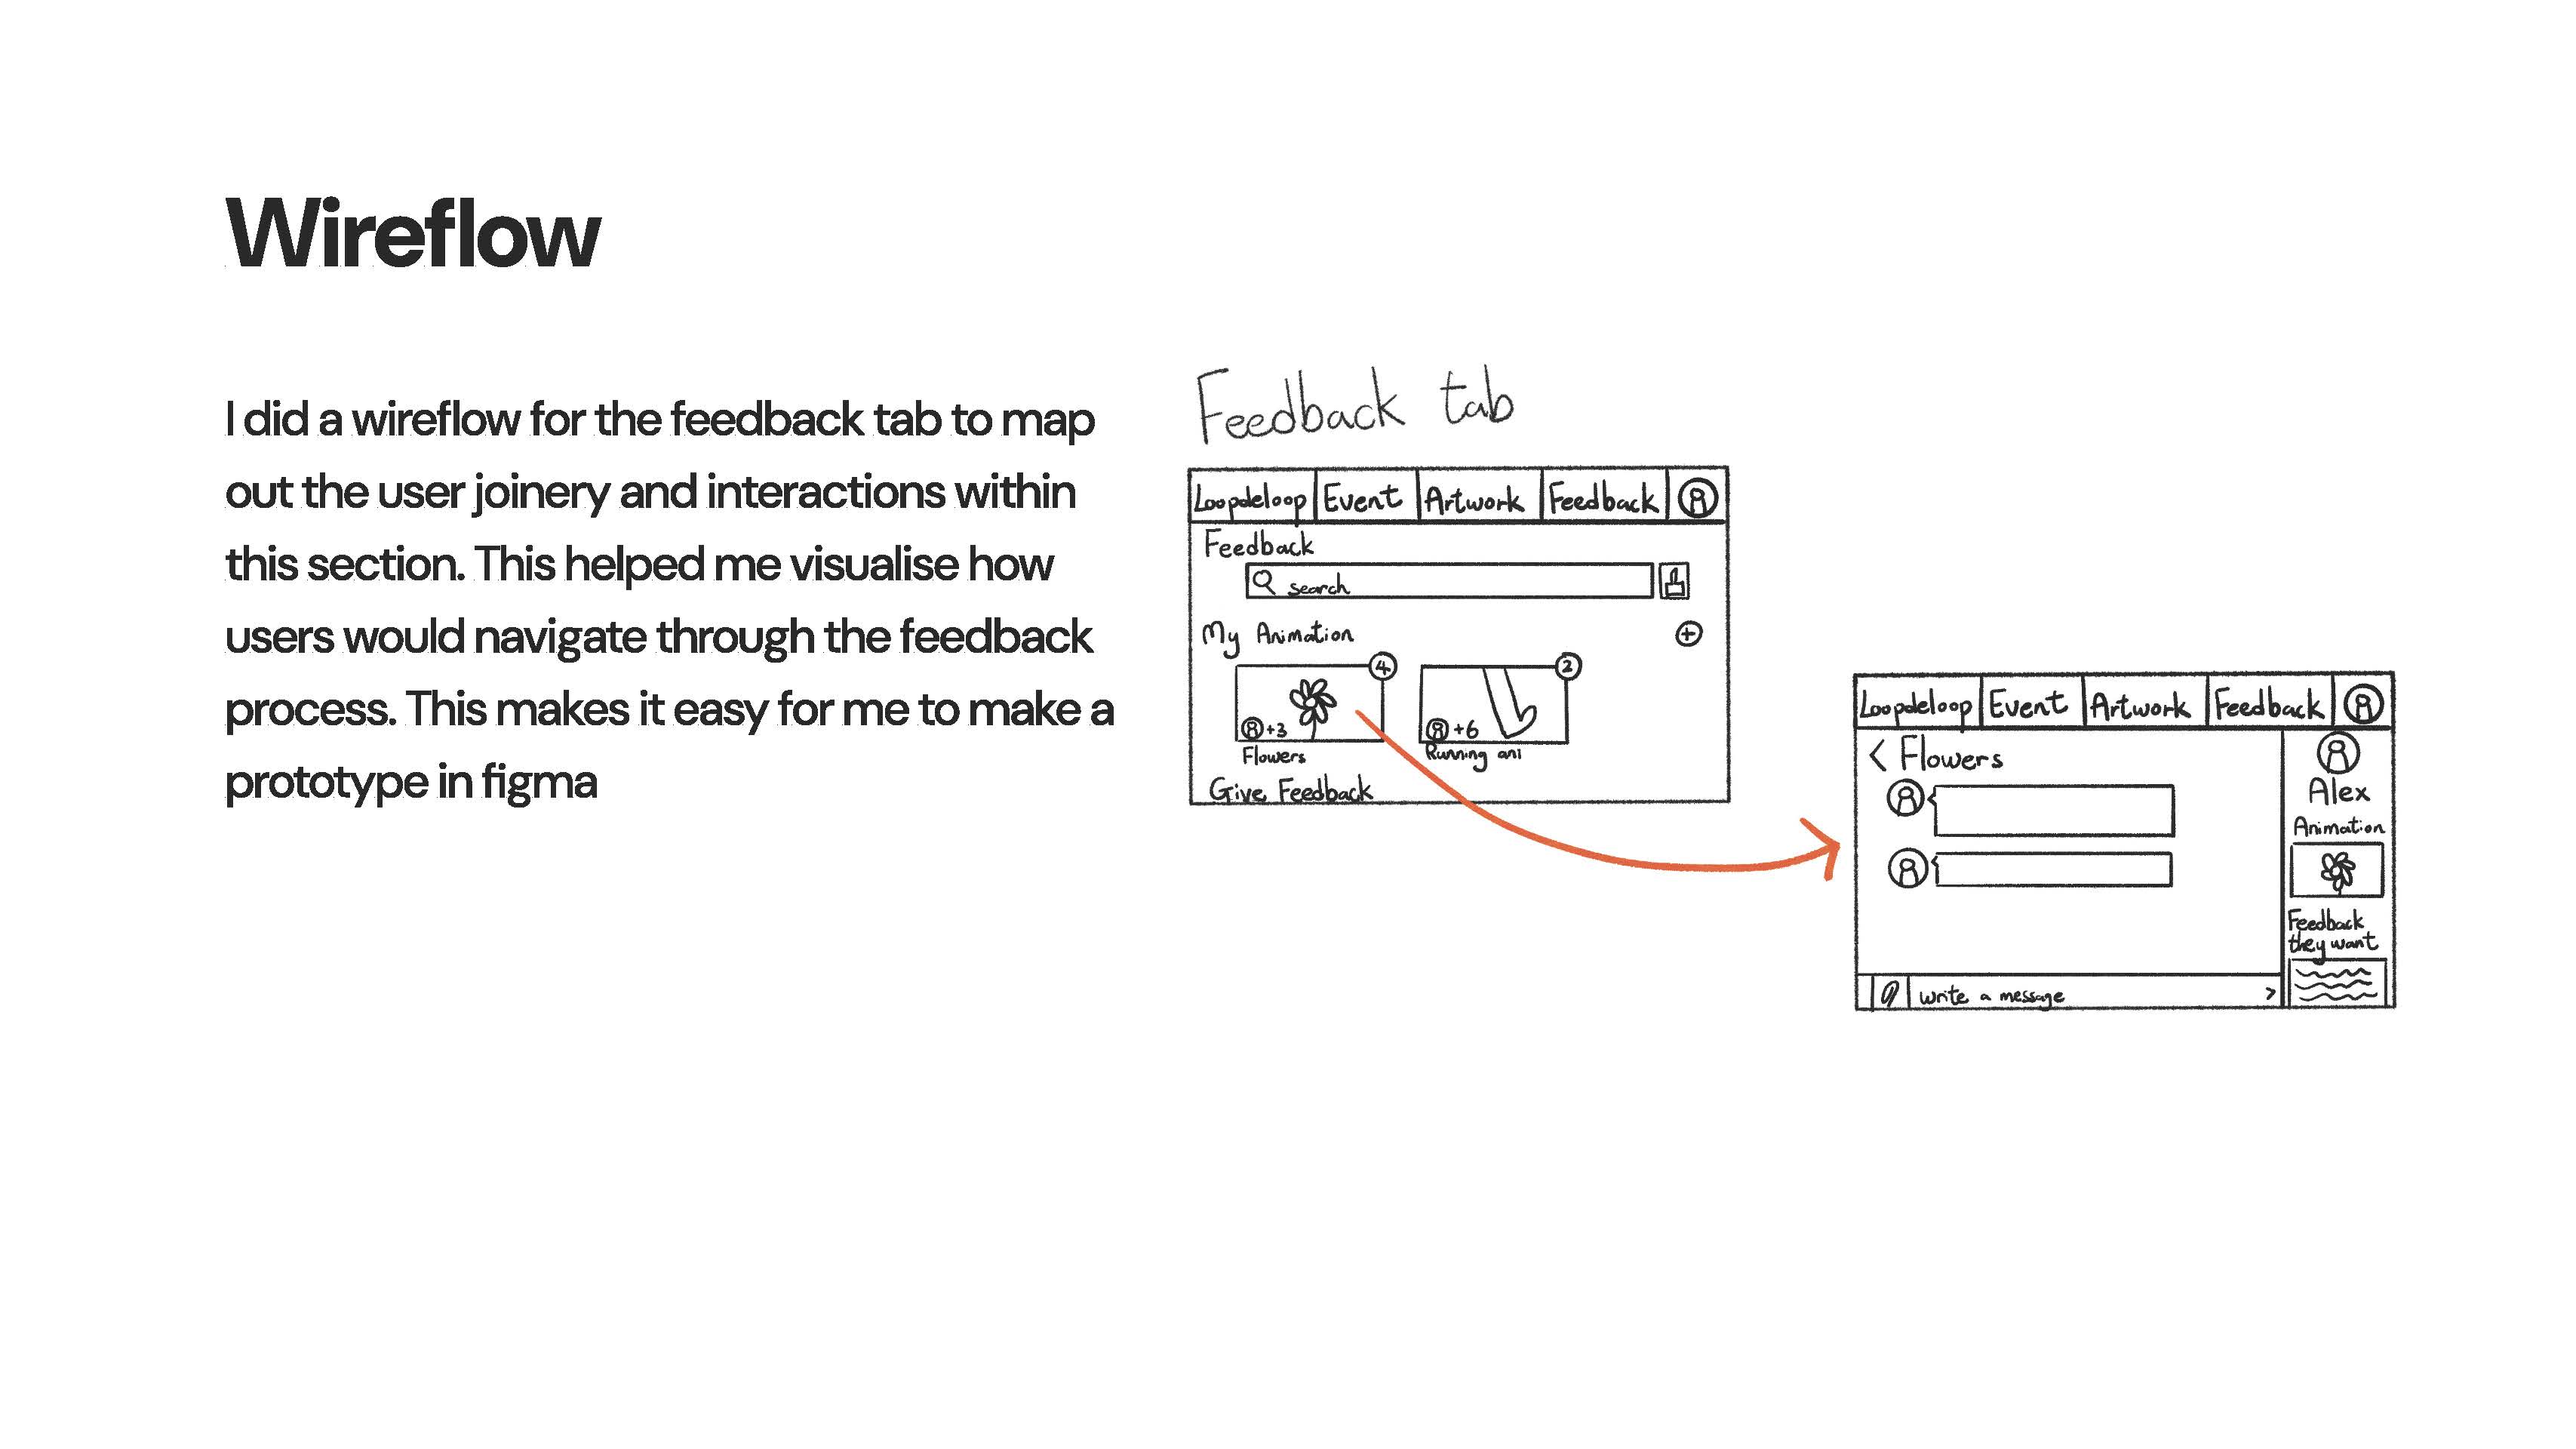 Wireflow
I did a wireflow for the feedback tab to map
out the user joinery and interactions within
this section. This helped me visualise how
users would navigate through the feedback
process. This makes it easy for me to make a
prototype in figma
Feedback tab
Loopdeloop Event Artwork Feedback
Feedback
search
My Animation
4
2
+3
+6
Flowers
Running ani
Give Feedback
Loopdeloop Event Artwork Feedback
Flowers
Alex
Animation
Feedback
they want
write a message